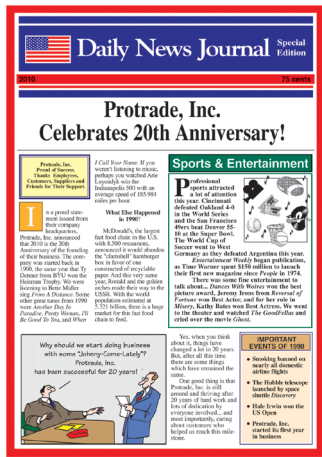 Daily News Journal
Special
Edition
2010
75 cents
Protrade, Inc.
Celebrates 20th Anniversary!
Protrade, Inc.
Proud of Success.
Thanks Employees,
Customers, Suppliers and
Friends for Their Support.
In a proud state-
ment issued from
their company
headquarters,
Protrade, Inc. announced
that 2010 is the 20th
Anniversary of the founding
of their business. The com-
pany was started back in
1990, the same year that Ty
Detmer from BYU won the
Heisman Trophy. We were
listening to Bette Midler
sing From A Distance. Some
other great tunes from 1990
were Another Day In
Paradise, Pretty Woman, I'll
Be Good To You, and When
I Call Your Name. If you
weren't listening to music,
perhaps you watched Arie
Luyendyk win the
Indianapolis 500 with an
average speed of 185.984
miles per hour.
What Else Happened
in 1990?
McDonald's, the largest
fast food chain in the U.S.
with 8,500 restaurants,
announced it would abandon
the "clamshell" hamburger
box in favor of one
constructed of recyclable
paper. And this very same
year, Ronald and the golden
arches made their way to the
USSR. With the world
population estimated at
5.321 billion, there is a huge
market for this fast food
chain to feed.
Sports & Entertainment
Professional
sports attracted
a lot of attention
this year. Cincinnati
defeated Oakland 4-0
in the World Series
and the San Francisco
49ers beat Denver 55-
10 at the Super Bowl.
The World Cup of
Soccer went to West
Germany as they defeated Argentina this year.
Entertainment Weekly began publication,
as Time Warner spent $150 million to launch
their first new magazine since People in 1974.
There was some fine entertainment to
talk about... Dances With Wolves won the best
picture award, Jeremy Irons from Reversal of
Fortune won Best Actor, and for her role in
Misery, Kathy Bates won Best Actress. We went
to the theater and watched The GoodFellas and
cried over the movie Ghost.
Why should we start doing business
with some "Johnny-Come-Lately"?
Protrade, Inc.
has been successful for 20 years!
Yes, when you think
about it, things have
changed a lot in 20 years.
But, after all this time
there are some things
which have remained the
same.
One good thing is that
Protrade, Inc. is still
around and thriving after
20 years of hard work and
lots of dedication by
everyone involved... and
most importantly, caring
about customers who
helped us reach this mile-
stone.
IMPORTANT
EVENTS OF 1990
• Smoking banned on
nearly all domestic
airline flights
• The Hubble telescope
launched by space
shuttle Discovery
• Hale Irwin won the
US Open
• Protrade, Inc.
started its first year
in business